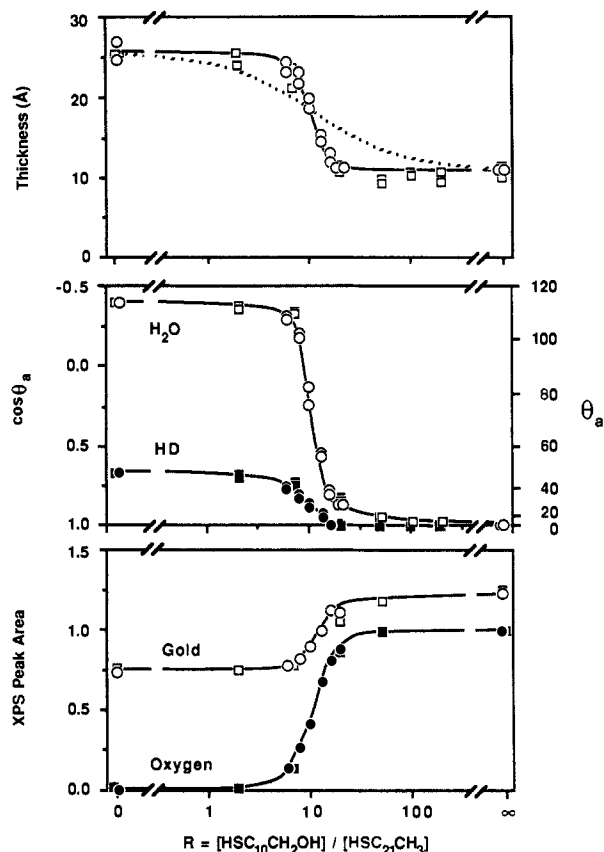 30
20
10
0
Thickness (Å)
-0.5
0.0
0.5
1.0
cosθₐ
H₂O
HD
120
100
80
60
40
20
0
θₐ
1.5
1.0
0.5
0.0
XPS Peak Area
Gold
Oxygen
0 1 10 100 ∞
R = [HSC₁₀CH₂OH] / [HSC₂₁CH₃]